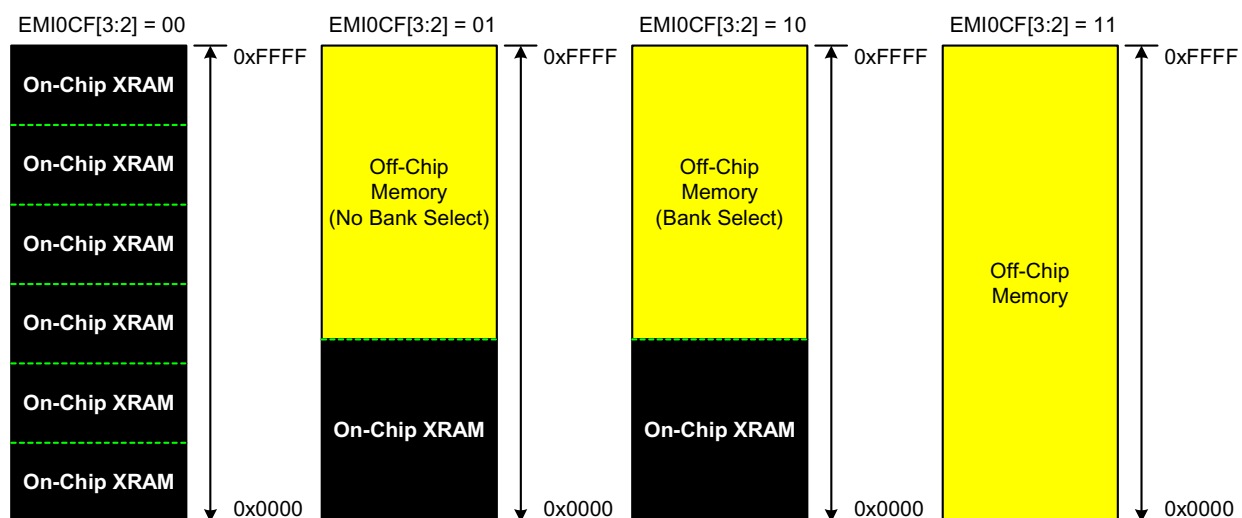 EMI0CF[3:2] = 00
On-Chip XRAM
On-Chip XRAM
On-Chip XRAM
On-Chip XRAM
On-Chip XRAM
On-Chip XRAM
0xFFFF
0x0000
EMI0CF[3:2] = 01
Off-Chip
Memory
(No Bank Select)
On-Chip XRAM
0xFFFF
0x0000
EMI0CF[3:2] = 10
Off-Chip
Memory
(Bank Select)
On-Chip XRAM
0xFFFF
0x0000
EMI0CF[3:2] = 11
Off-Chip
Memory
0xFFFF
0x0000